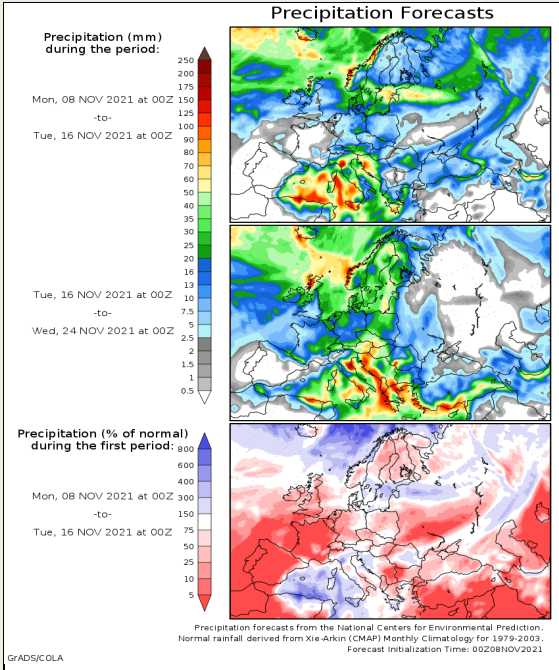 Precipitation Forecasts
Precipitation (mm)
during the period:
Mon, 08 NOV 2021 at 00Z
-to-
Tue, 16 NOV 2021 at 00Z
250
200
175
150
125
100
90
80
70
60
50
40
35
30
25
20
16
13
10
7.5
5
2.5
2
1.5
1
0.5
Tue, 16 NOV 2021 at 00Z
-to-
Wed, 24 NOV 2021 at 00Z
Precipitation (% of normal)
during the first period:
Mon, 08 NOV 2021 at 00Z
-to-
Tue, 16 NOV 2021 at 00Z
800
600
400
300
150
75
50
25
10
5
Precipitation forecasts from the National Centers for Environmental Prediction.
Normal rainfall derived from Xie-Arkin (CMAP) Monthly Climatology for 1979-2003.
Forecast Initialization Time: 00Z08NOV2021
GrADS/COLA